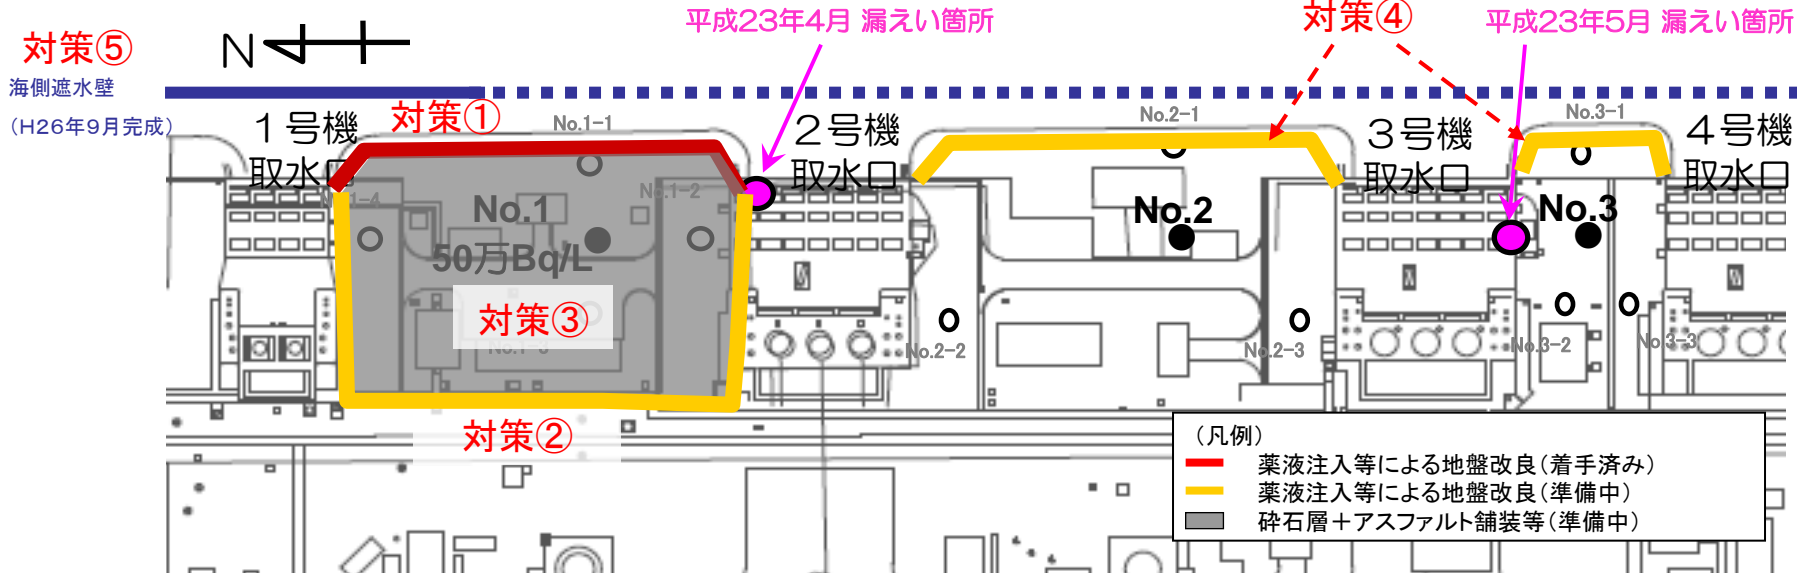 平成23年4月 漏えい箇所
対策④
平成23年5月 漏えい箇所
対策⑤
N
海側遮水壁
（H26年9月完成）
対策①
No.1-1
No.2-1
No.3-1
1号機
取水口
2号機
取水口
3号機
取水口
4号機
取水口
No.1-4
No.1-2
No.1
50万Bq/L
No.2
No.3
対策③
No.1-3
No.2-2
No.2-3
No.3-2
No.3-3
対策②
（凡例）
薬液注入等による地盤改良（着手済み）
薬液注入等による地盤改良（準備中）
砕石層＋アスファルト舗装等（準備中）